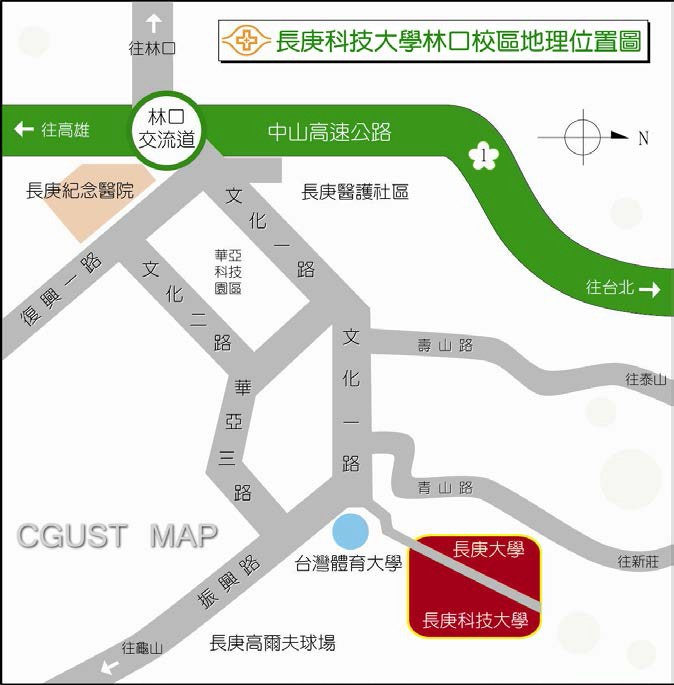 長庚科技大學林口校區地理位置圖
往林口
林口
交流道
往高雄
中山高速公路
1
N
長庚紀念醫院
長庚醫護社區
文化一路
華亞
科技
園區
復興一路
文化二路
往台北
文化一路
壽山路
往泰山
華亞三路
青山路
CGUST MAP
長庚大學
台灣體育大學
往新莊
振興路
長庚科技大學
往龜山
長庚高爾夫球場